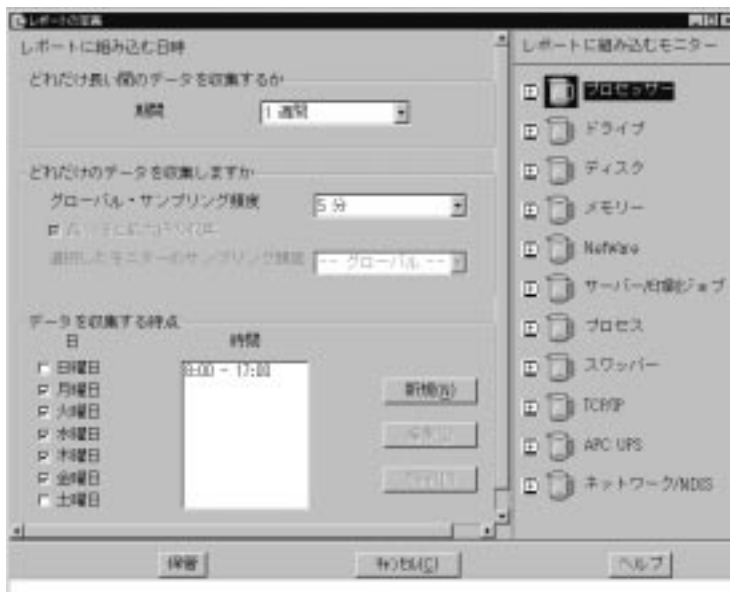 レポートの定義
レポートに組み込む日時
どれだけ長い間のデータを収集するか
期間
1 週間
どれだけのデータを収集しますか
グローバル・サンプリング頻度
5 分
選択したモニターのサンプリング頻度
-- グローバル --
データを収集する時点
日
時間
日曜日
月曜日
火曜日
水曜日
木曜日
金曜日
土曜日
8:00 - 17:00
新規(N)
保管
キャンセル(C)
ヘルプ
レポートに組み込むモニター
プロセッサー
ドライブ
ディスク
メモリー
NetWare
サーバー/印刷ジョブ
プロセス
スワッパー
TCP/IP
APC UPS
ネットワーク/NDIS